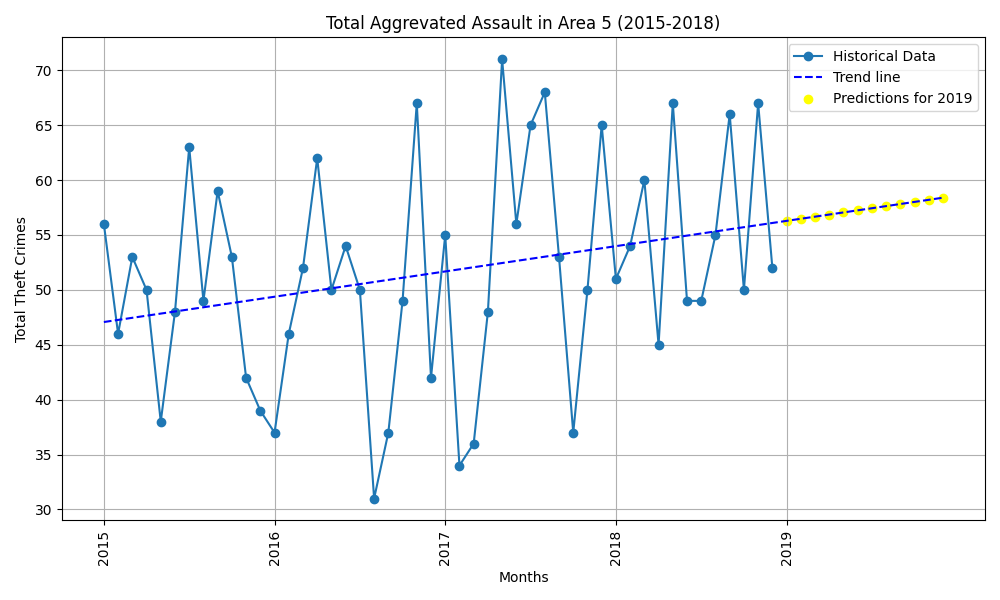 Total Aggrevated Assault in Area 5 (2015-2018)
Historical Data
Trend line
Predictions for 2019
Total Theft Crimes
70
65
60
55
50
45
40
35
30
2015
2016
2017
2018
2019
Months